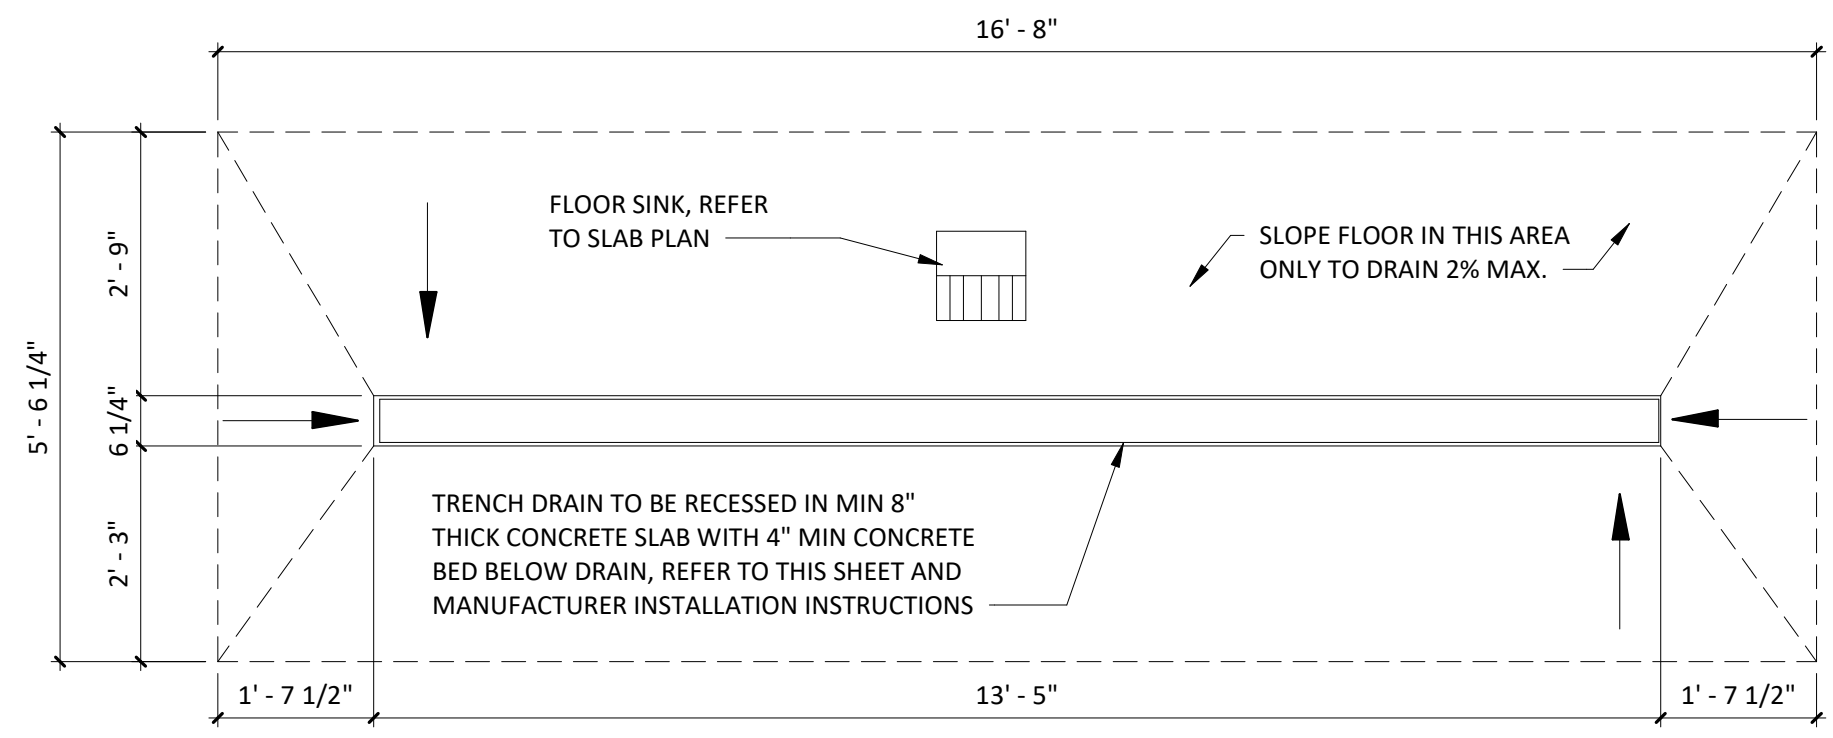 16' - 8"
FLOOR SINK, REFER
TO SLAB PLAN
SLOPE FLOOR IN THIS AREA
ONLY TO DRAIN 2% MAX.
2' - 9"
5' - 6 1/4"
6 1/4"
2' - 3"
TRENCH DRAIN TO BE RECESSED IN MIN 8"
THICK CONCRETE SLAB WITH 4" MIN CONCRETE
BED BELOW DRAIN, REFER TO THIS SHEET AND
MANUFACTURER INSTALLATION INSTRUCTIONS
1' - 7 1/2"
13' - 5"
1' - 7 1/2"